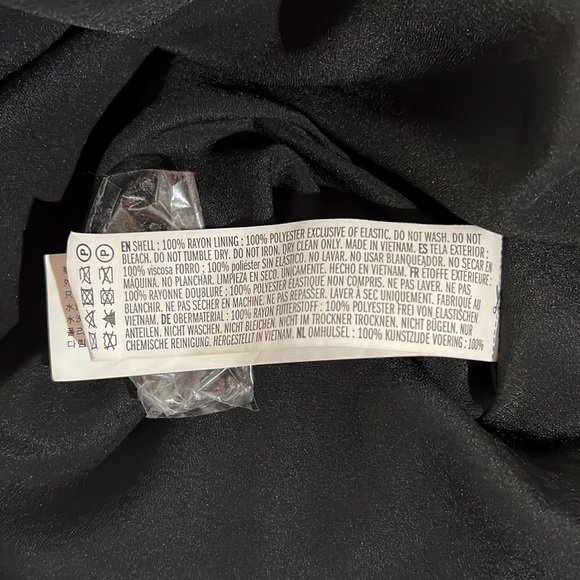 P P
EN SHELL : 100% RAYON LINING : 100% POLYESTER EXCLUSIVE OF ELASTIC. DO NOT WASH. DO NOT
BLEACH. DO NOT TUMBLE DRY. DO NOT IRON. DRY CLEAN ONLY. MADE IN VIETNAM. ES TELA EXTERIOR :
100% viscosa FORRO : 100% poliéster SIN ELÁSTICO. NO LAVAR. NO USAR BLANQUEADOR. NO SECAR EN
MÁQUINA. NO PLANCHAR. LIMPIEZA EN SECO. ÚNICAMENTE. HECHO EN VIETNAM. FR ÉTOFFE EXTÉRIEURE :
100% RAYONNE DOUBLURE : 100% POLYESTER ÉLASTIQUE NON COMPRIS. NE PAS LAVER. NE PAS
BLANCHIR. NE PAS SÉCHER EN MACHINE. NE PAS REPASSER. LAVER À SEC UNIQUEMENT. FABRIQUÉ AU
VIETNAM. DE OBERMATERIAL : 100% RAYON FUTTERSTOFF : 100% POLYESTER FREI VON ELASTISCHEN
ANTEILEN. NICHT WASCHEN. NICHT BLEICHEN. NICHT IM TROCKNER TROCKNEN. NICHT BÜGELN. NUR
CHEMISCHE REINIGUNG. HERGESTELLT IN VIETNAM. NL OMHULSEL : 100% KUNSTZIJDE VOERING : 100%